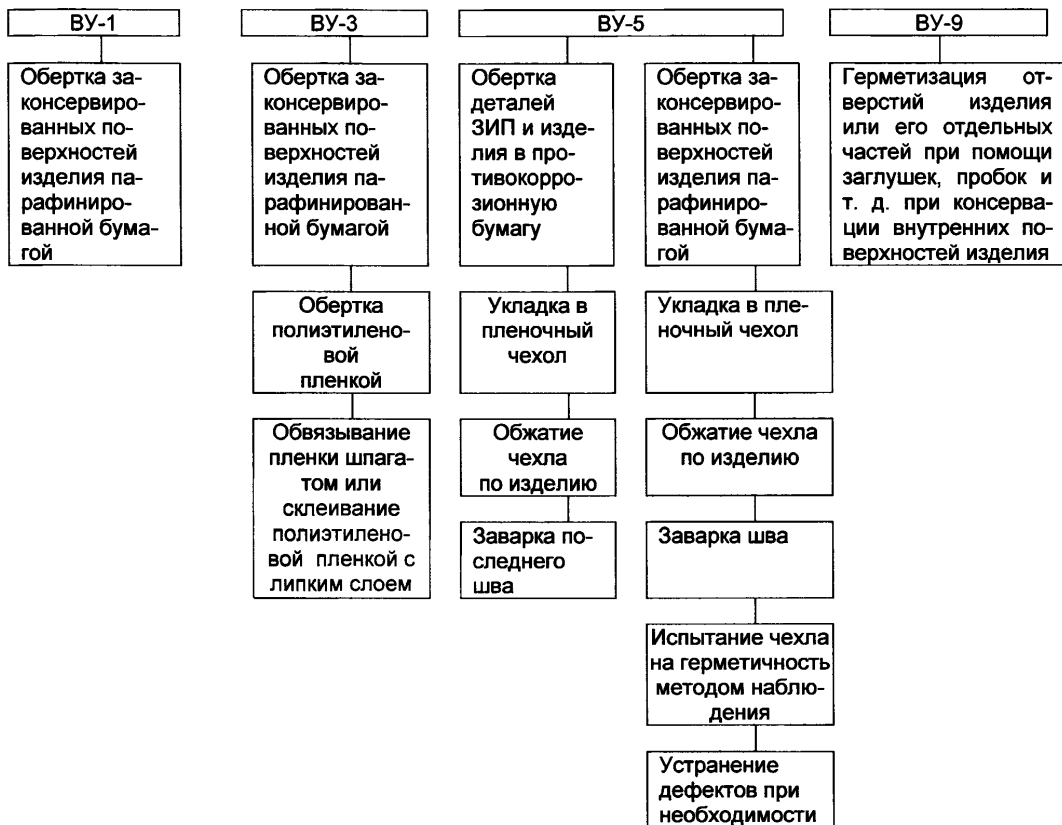 ВУ-1
ВУ-3
ВУ-5
ВУ-9
Обертка за-
консервиро-
ванных по-
верхностей
изделия па-
рафиниро-
ванной бума-
гой
Обертка за-
консервиро-
ванных по-
верхностей
изделия па-
рафинирован-
ной бумагой
Обертка
деталей
ЗИП и изде-
лия в про-
тивокорро-
зионную
бумагу
Обертка за-
консервиро-
ванных по-
верхностей
изделия па-
рафиниро-
ванной бума-
гой
Герметизация от-
верстий изделия
или его отдельных
частей при помощи
заглушек, пробок и
т. д. при консерва-
ции внутренних по-
верхностей изделия
Обертка
полиэтилено-
вой
пленкой
Укладка в
пленочный
чехол
Укладка в пле-
ночный чехол
Обвязывание
пленки шпага-
том или
склеивание
полиэтилено-
вой пленкой с
липким слоем
Обжатие
чехла
по изделию
Обжатие чехла
по изделию
Заварка по-
следнего
шва
Заварка шва
Испытание чехла
на герметичность
методом наблю-
дения
Устранение
дефектов при
необходимости